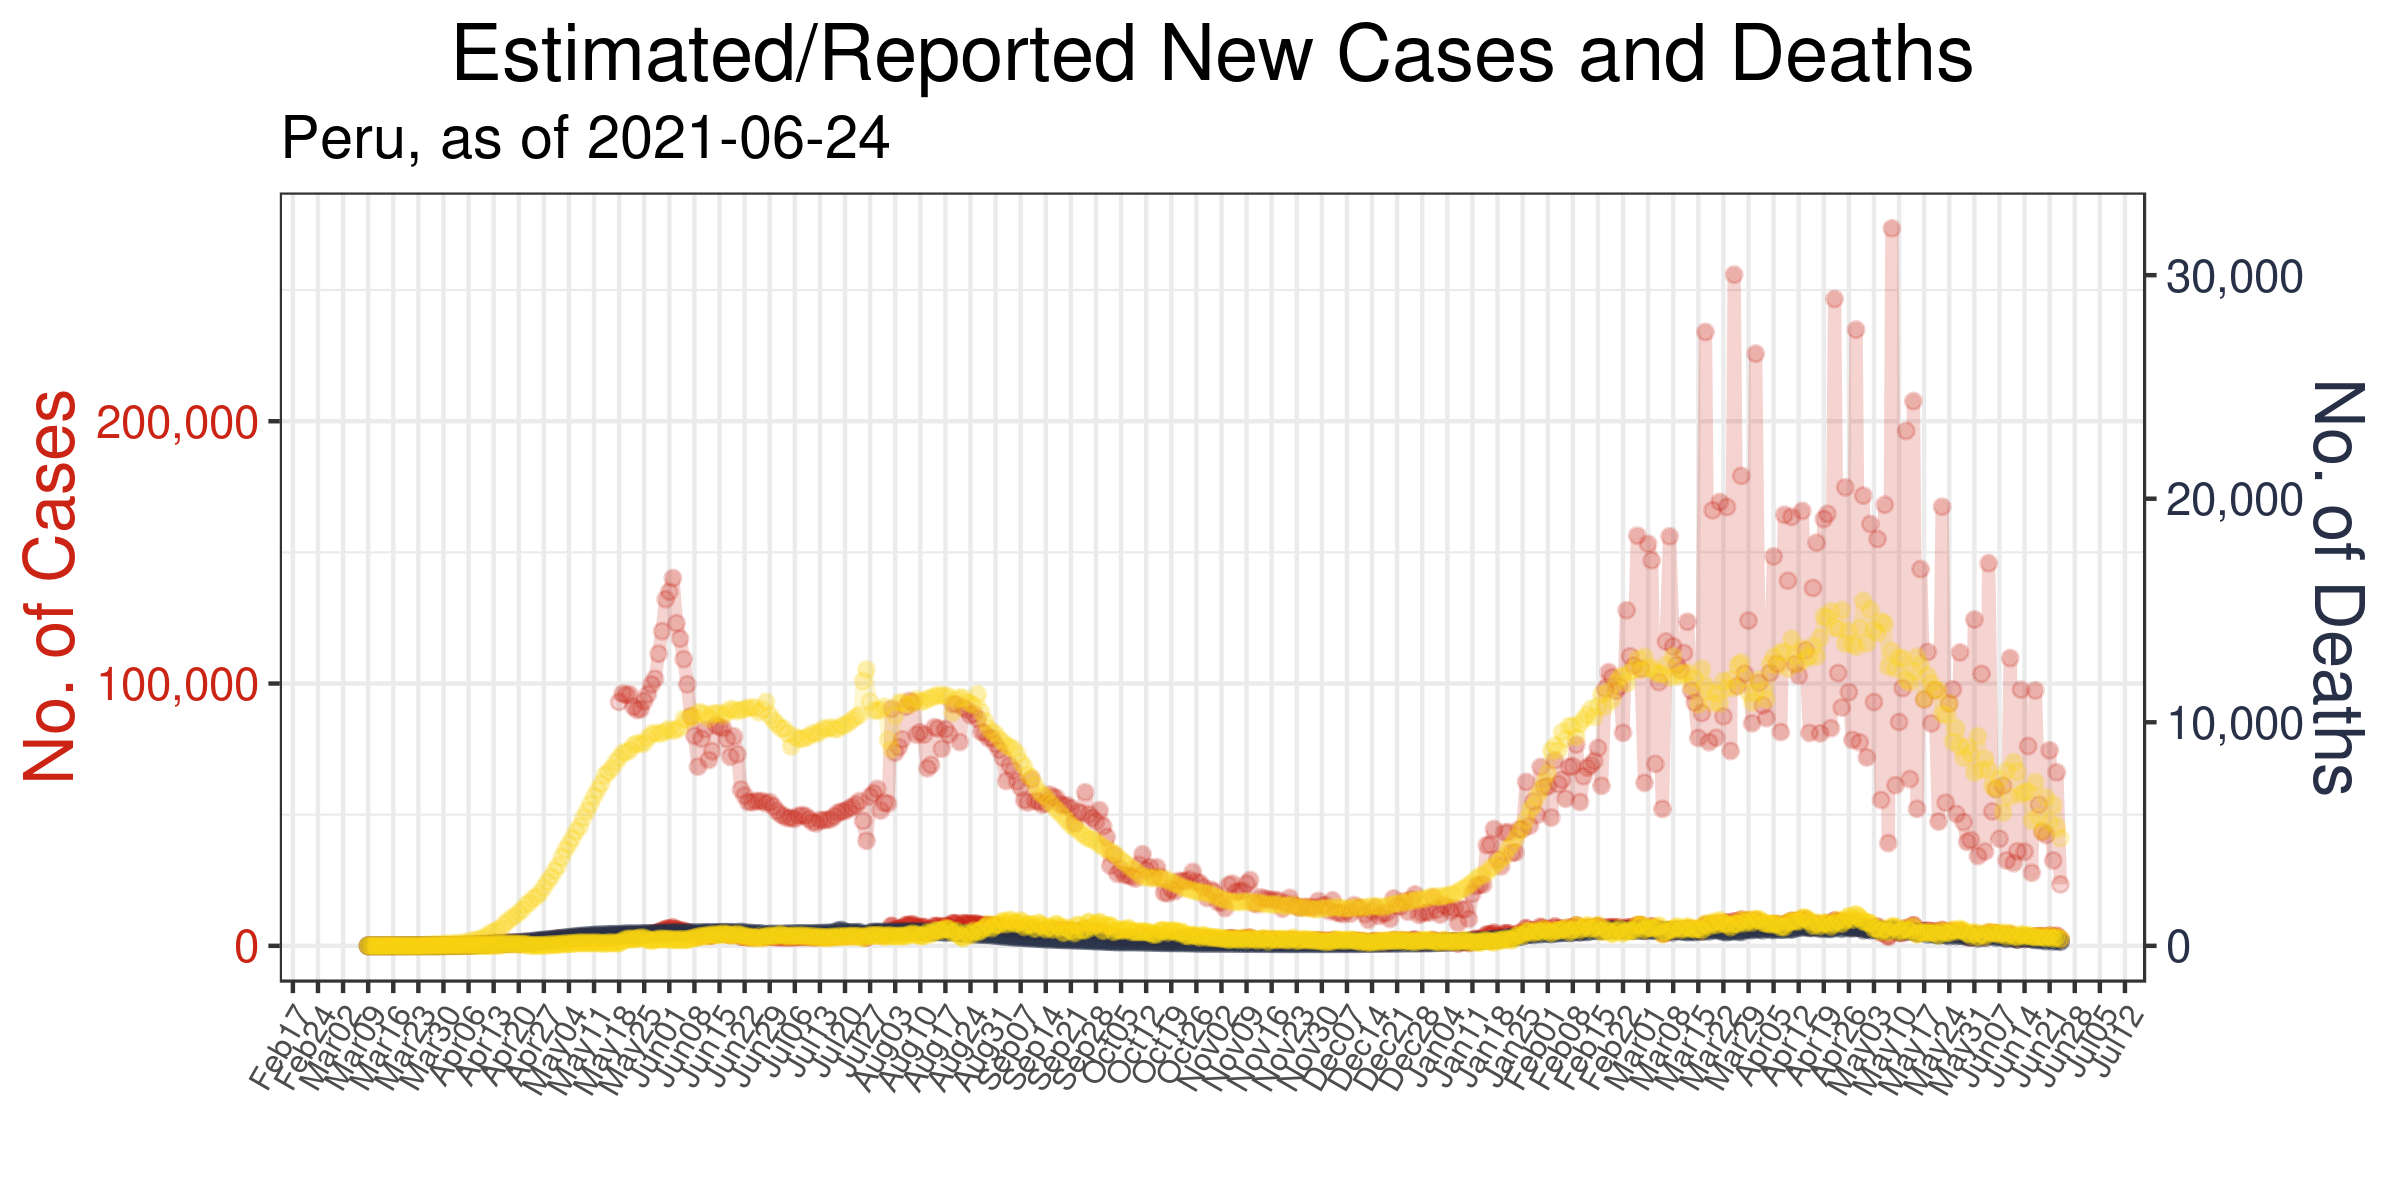 Estimated/Reported New Cases and Deaths
Peru, as of 2021-06-24
No. of Cases
200,000
100,000
0
30,000
20,000
10,000
0
No. of Deaths
Feb17
Feb24
Mar02
Mar09
Mar16
Mar23
Mar30
Apr06
Apr13
Apr20
Apr27
May04
May11
May18
May25
Jun01
Jun08
Jun15
Jun22
Jun29
Jul06
Jul13
Jul20
Jul27
Aug03
Aug10
Aug17
Aug24
Aug31
Sep07
Sep14
Sep21
Sep28
Oct05
Oct12
Oct19
Oct26
Nov02
Nov09
Nov16
Nov23
Nov30
Dec07
Dec14
Dec21
Dec28
Jan04
Jan11
Jan18
Jan25
Feb01
Feb08
Feb15
Feb22
Mar01
Mar08
Mar15
Mar22
Mar29
Apr05
Apr12
Apr19
Apr26
May03
May10
May17
May24
May31
Jun07
Jun14
Jun21
Jun28
Jul05
Jul12